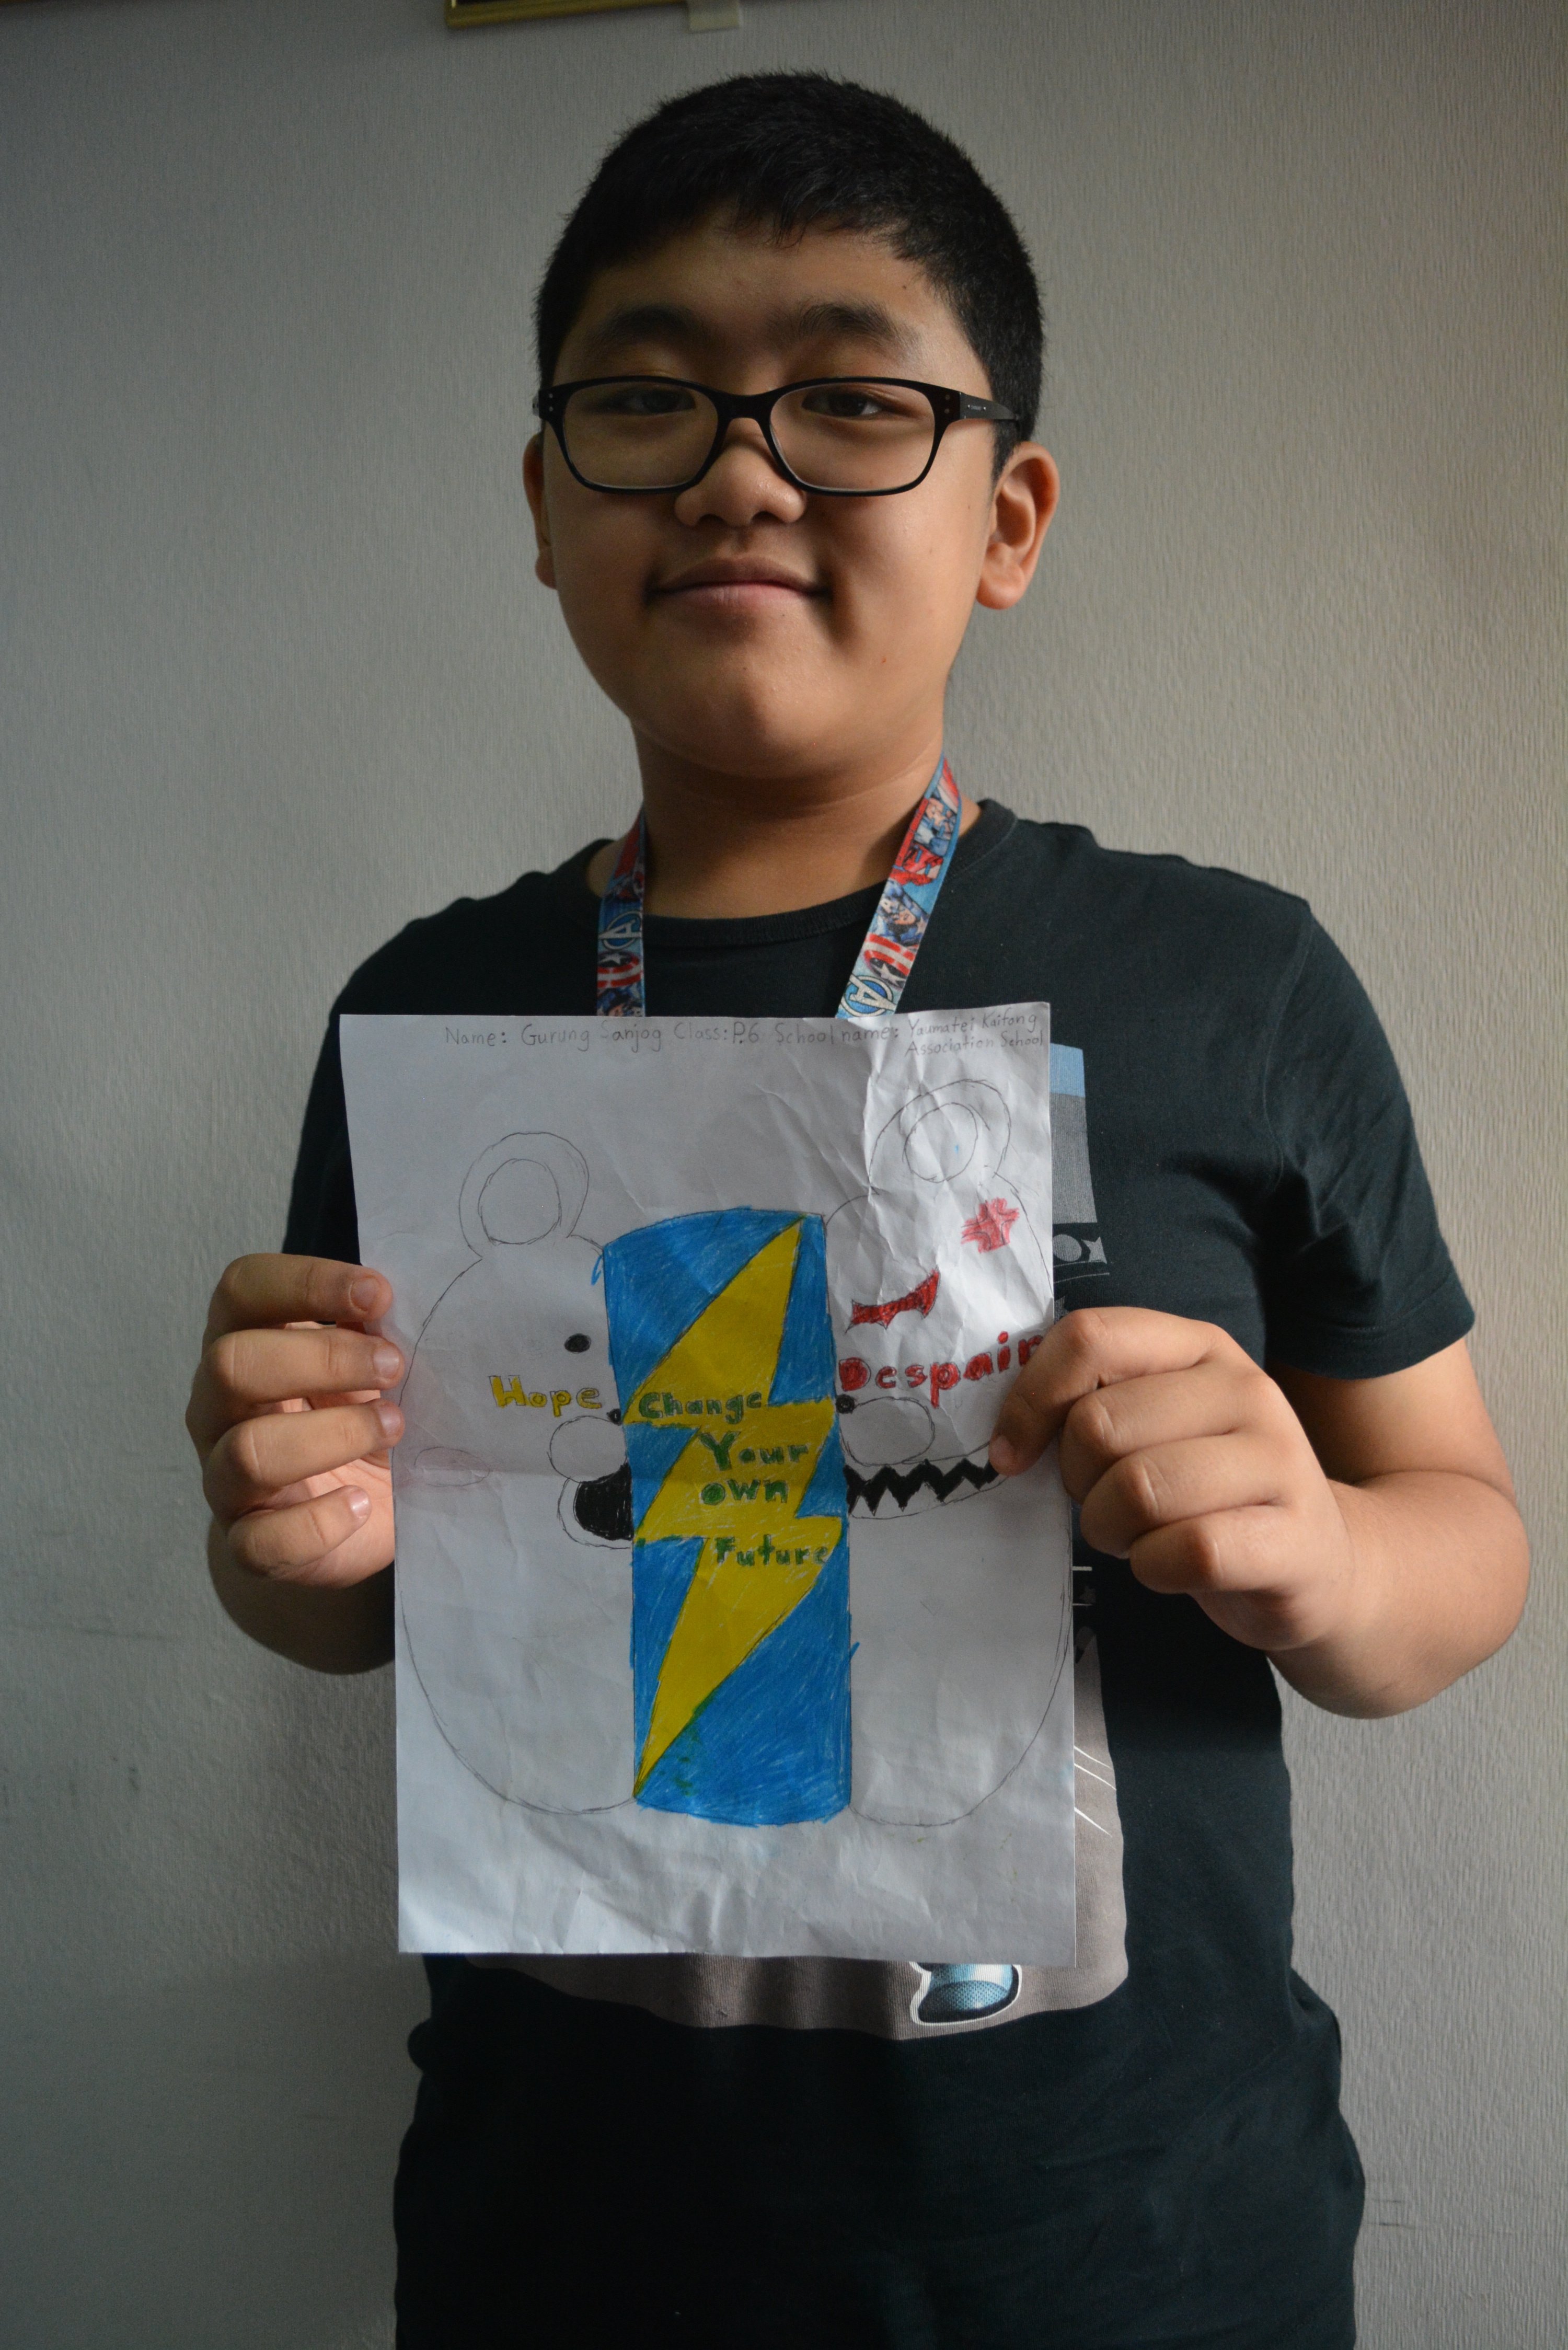 Name: Gurung Sanjog Class: P.6 School name: Yaumatei Kaifong
Association School
Hope
Despair
Change
Your
own
Future